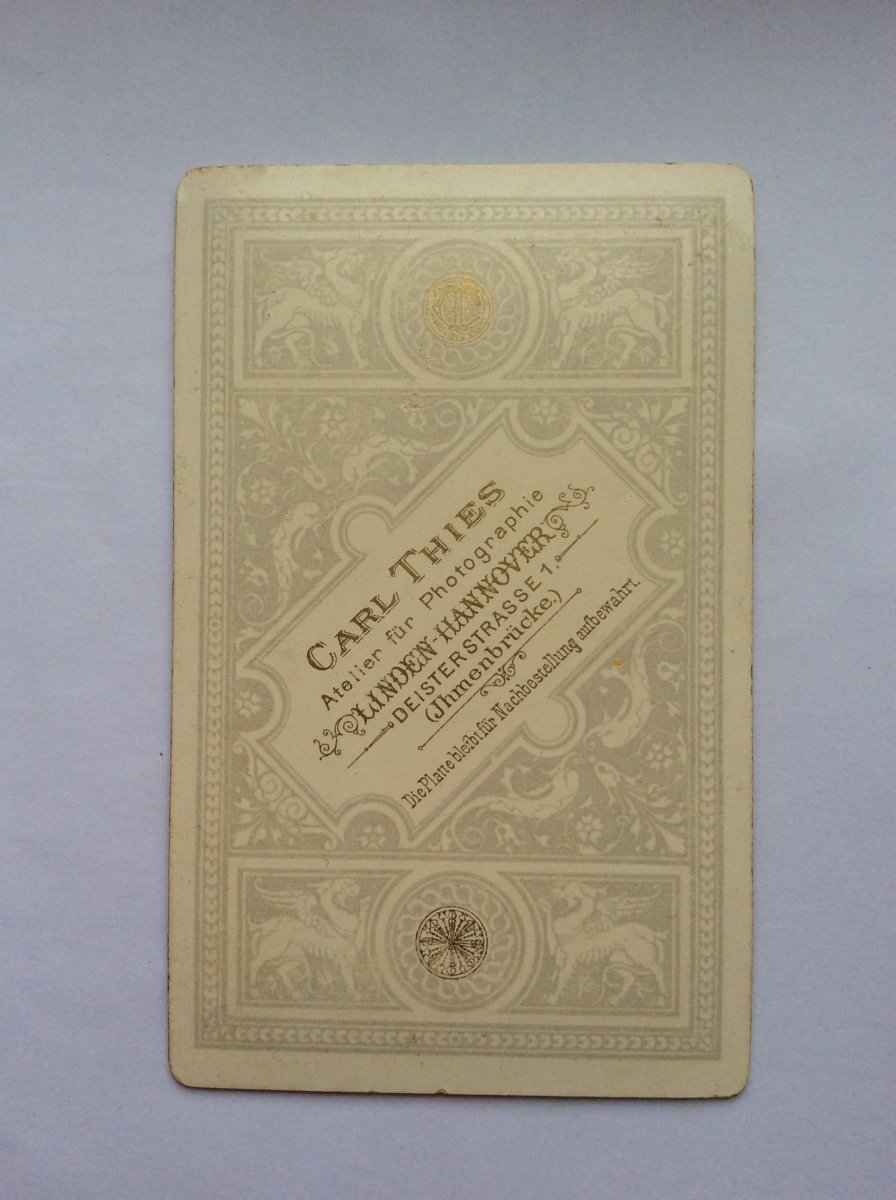 CARL THIES
Atelier für Photographie
LINDEN-HANNOVER
DEISTERSTRASSE 1.
(Jhmenbrücke.)
Die Platte bleibt für Nachbestellung aufbewahrt.